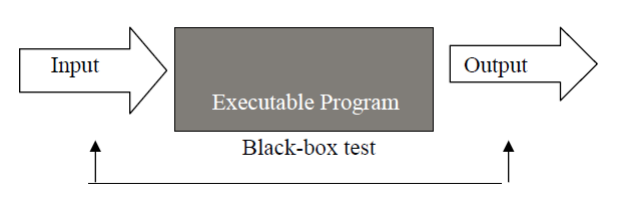 Input
Output
Executable Program
Black-box test